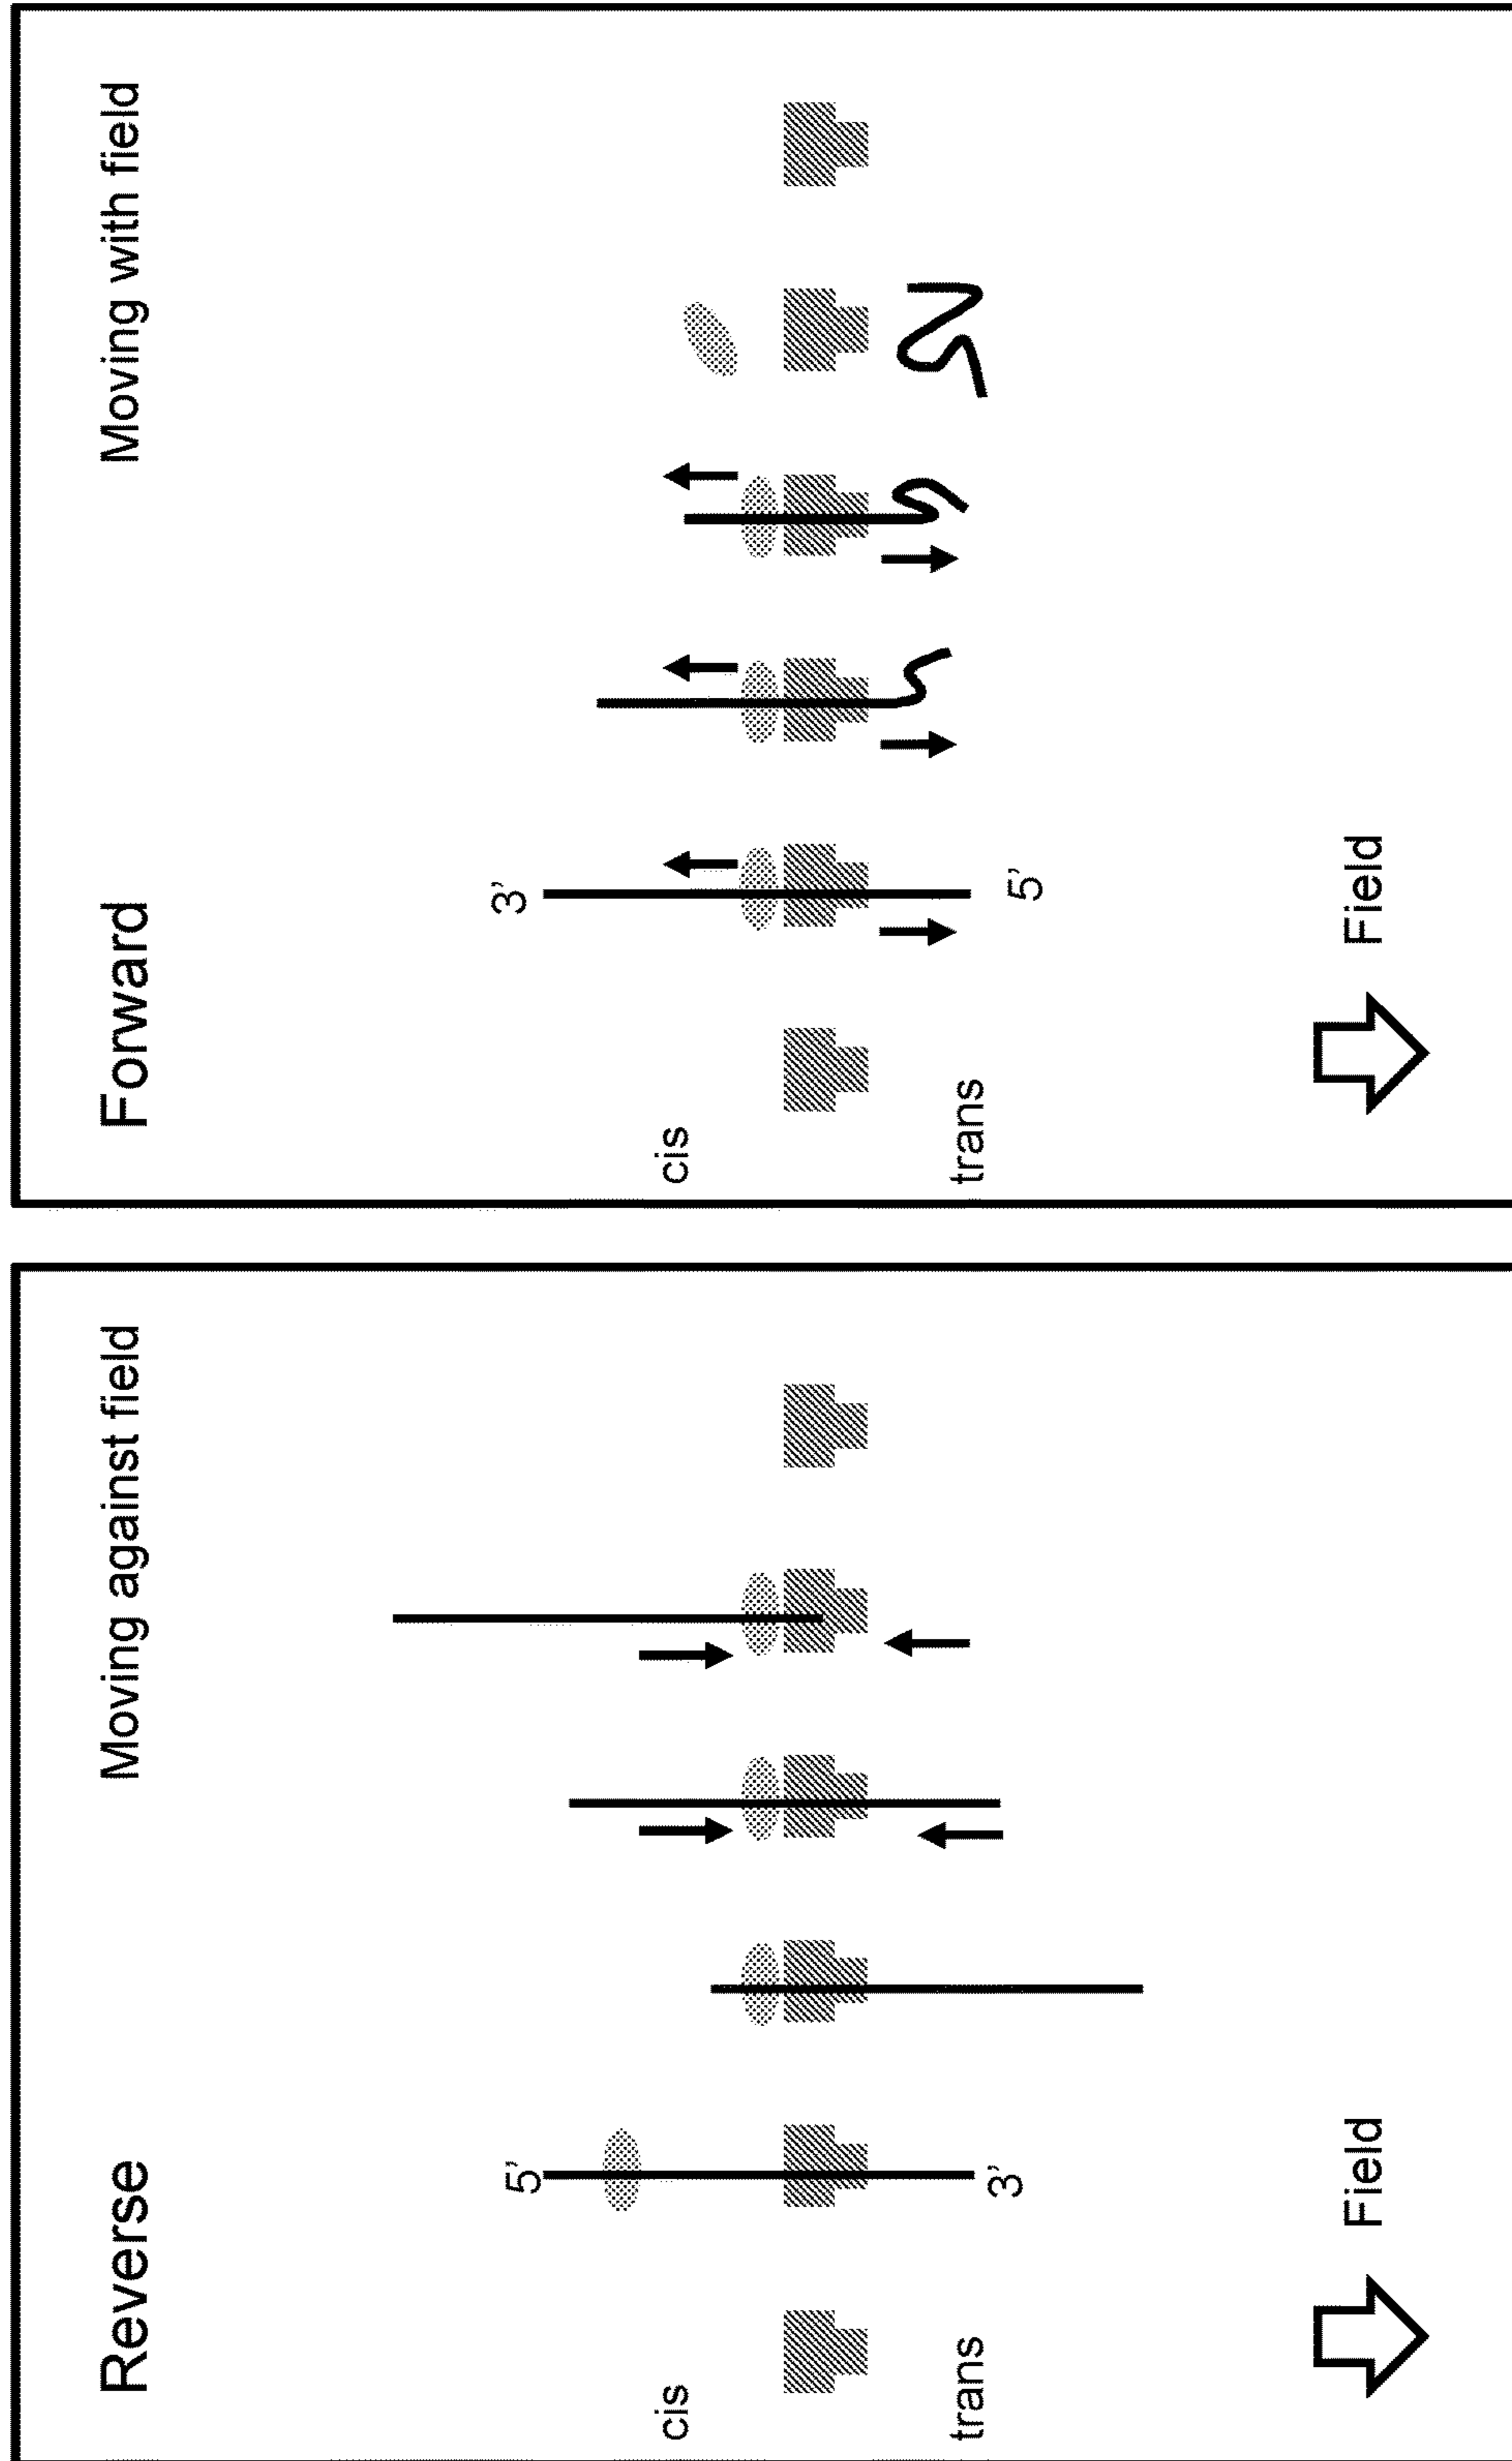 Reverse
Moving against field
5’
cis
trans
3’
Field
Forward
Moving with field
3’
cis
trans
5’
Field